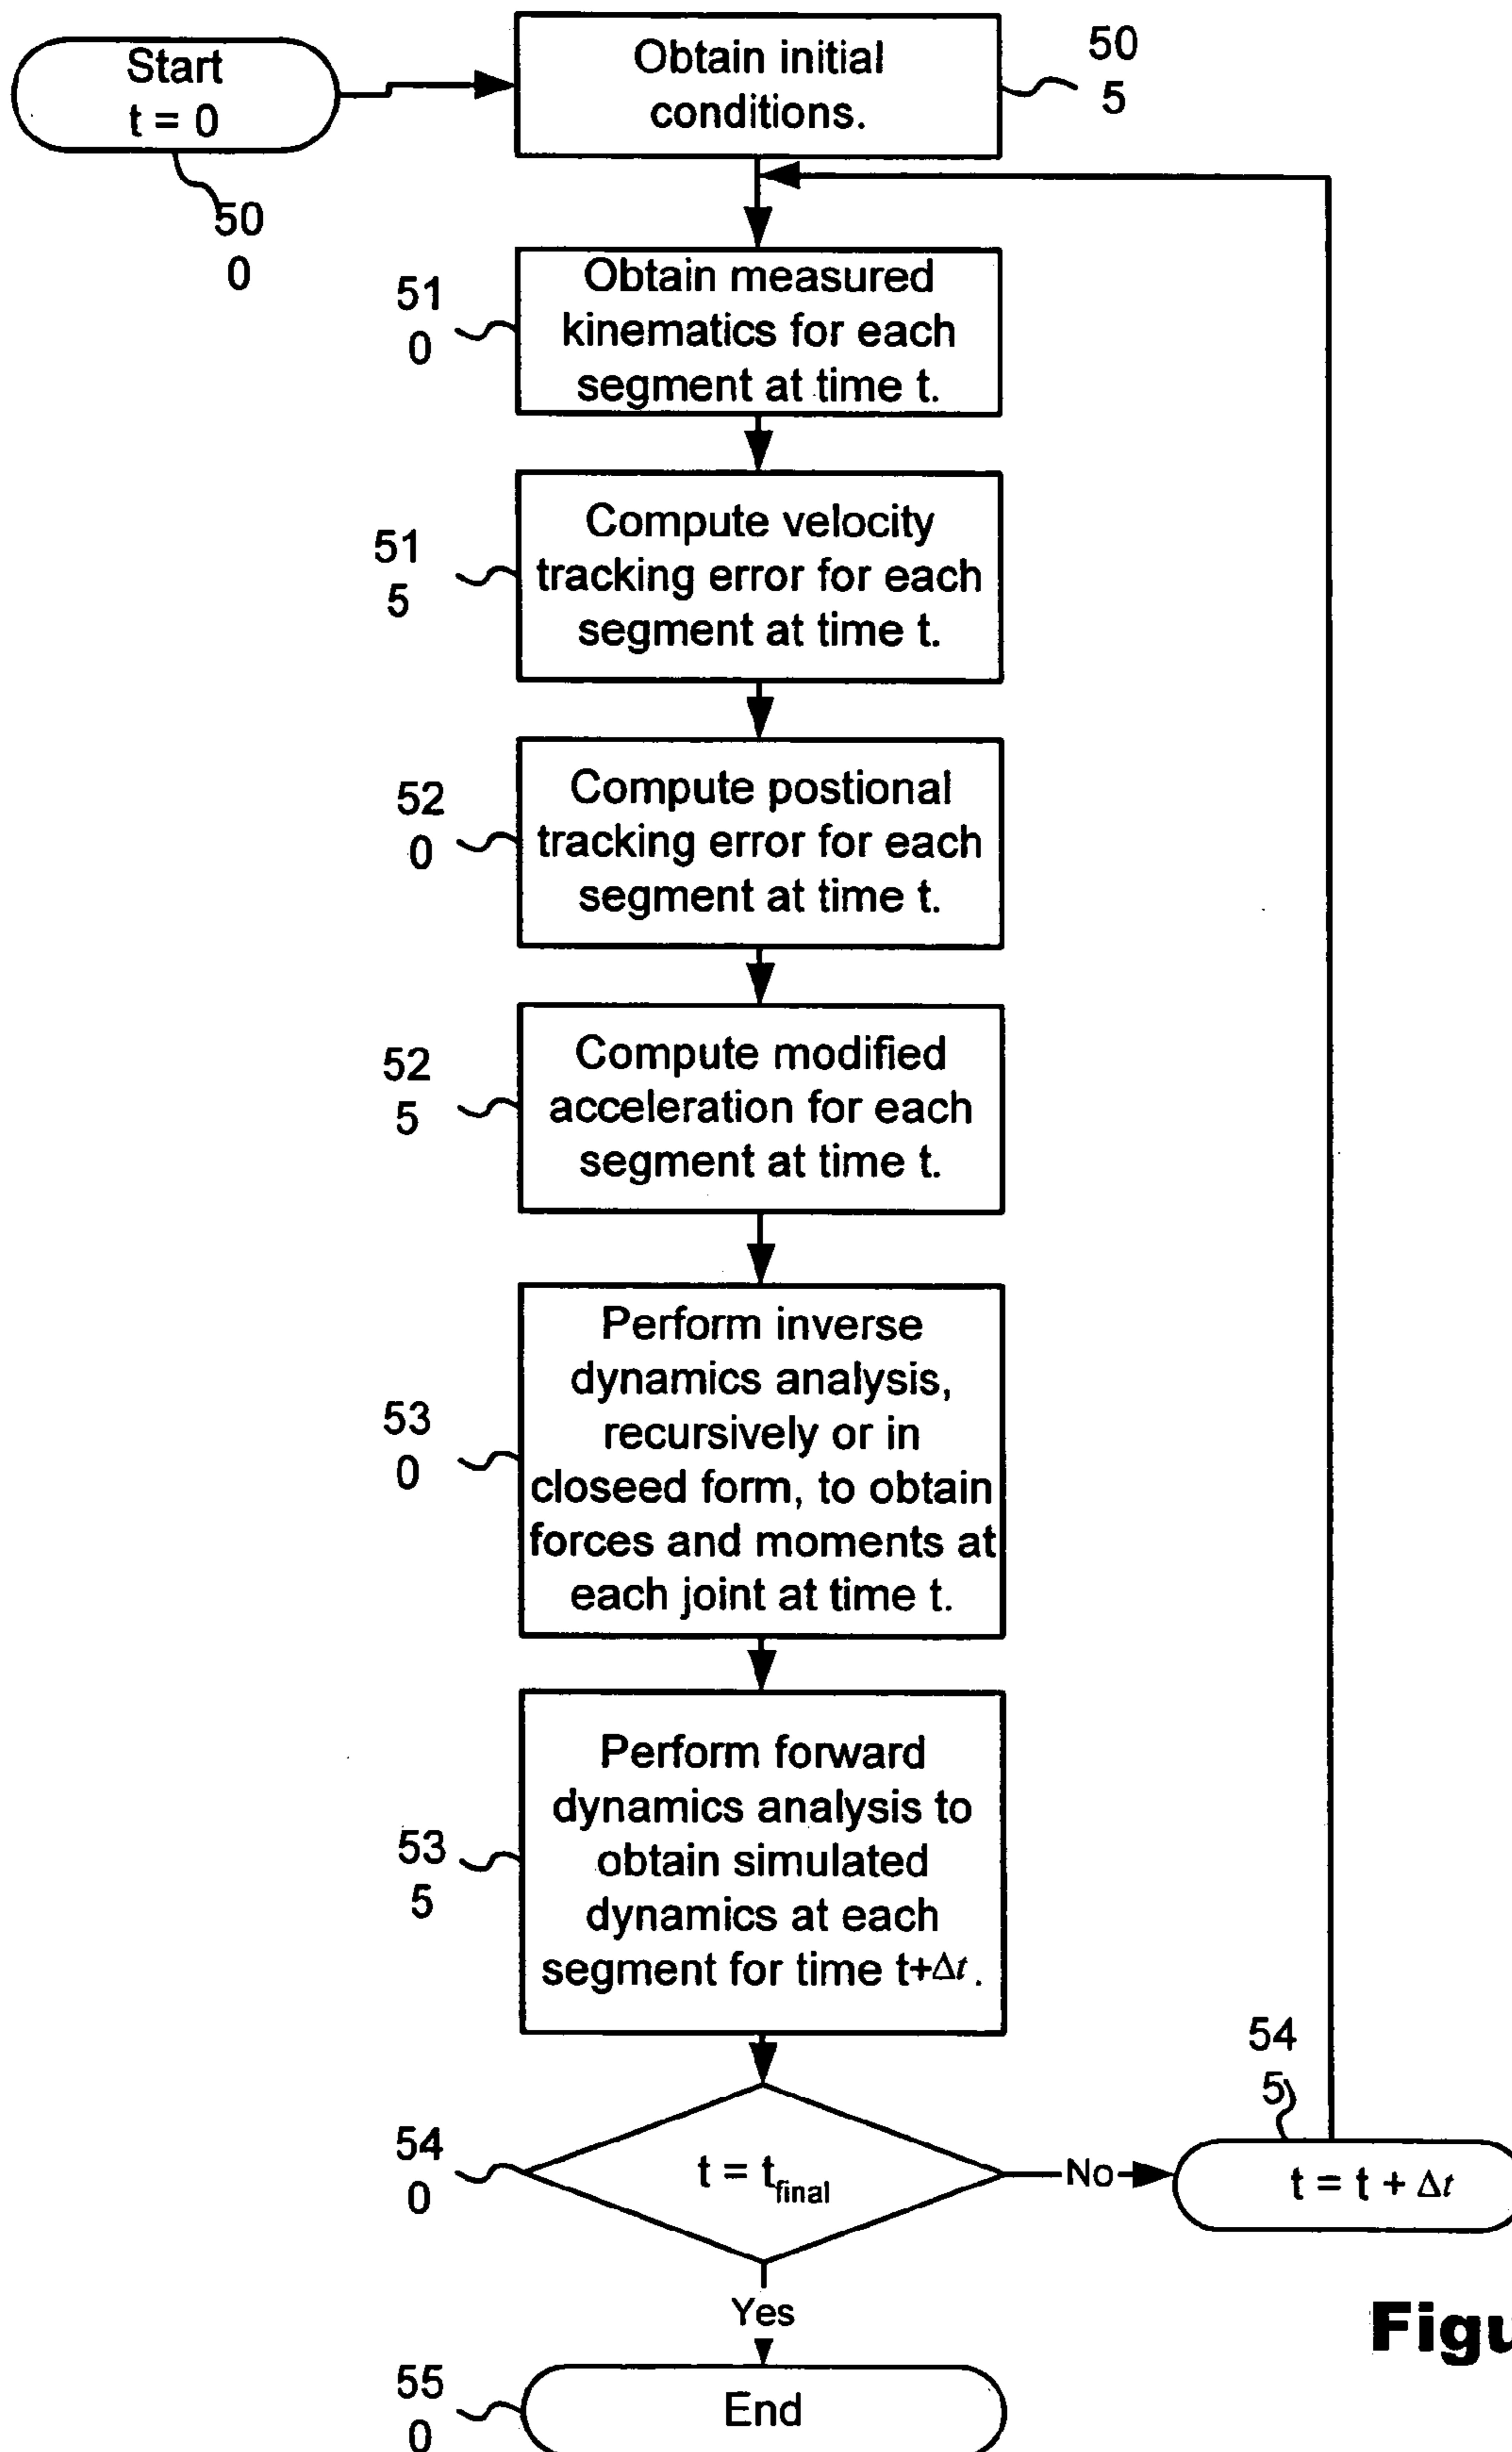 Start
t = 0
50
0
Obtain initial
conditions.
50
5
Obtain measured
kinematics for each
segment at time t.
51
0
Compute velocity
tracking error for each
segment at time t.
51
5
Compute postional
tracking error for each
segment at time t.
52
0
Compute modified
acceleration for each
segment at time t.
52
5
Perform inverse
dynamics analysis,
recursively or in
closeed form, to obtain
forces and moments at
each joint at time t.
53
0
Perform forward
dynamics analysis to
obtain simulated
dynamics at each
segment for time t+Δt.
53
5
t = t_final
54
0
No
t = t + Δt
54
5
Yes
End
55
0
Figu